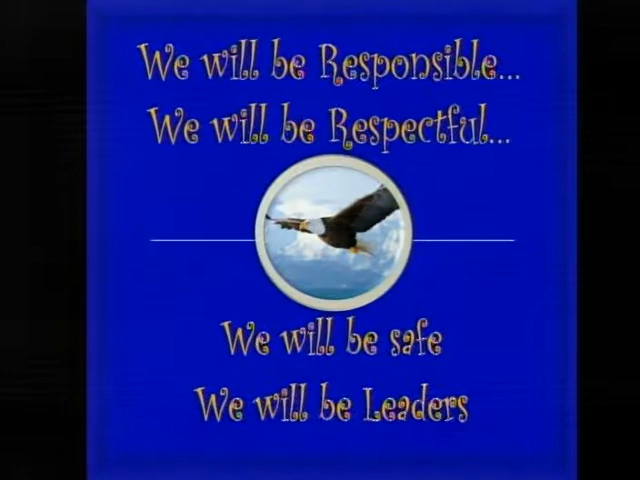 We will be Responsible...
We will be Respectful...
We will be safe
We will be Leaders